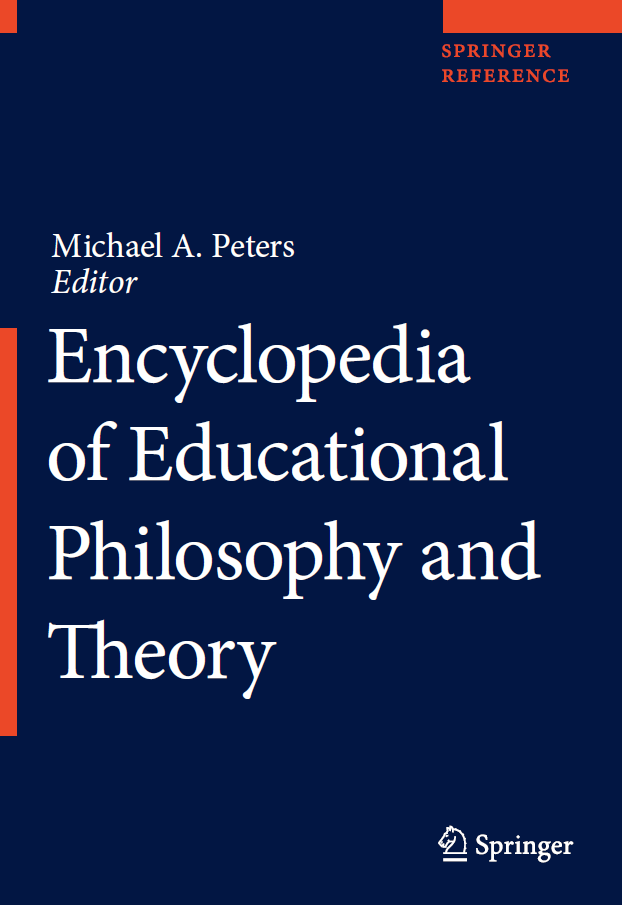 SPRINGER
REFERENCE
Michael A. Peters
Editor
Encyclopedia
of Educational
Philosophy and
Theory
Springer